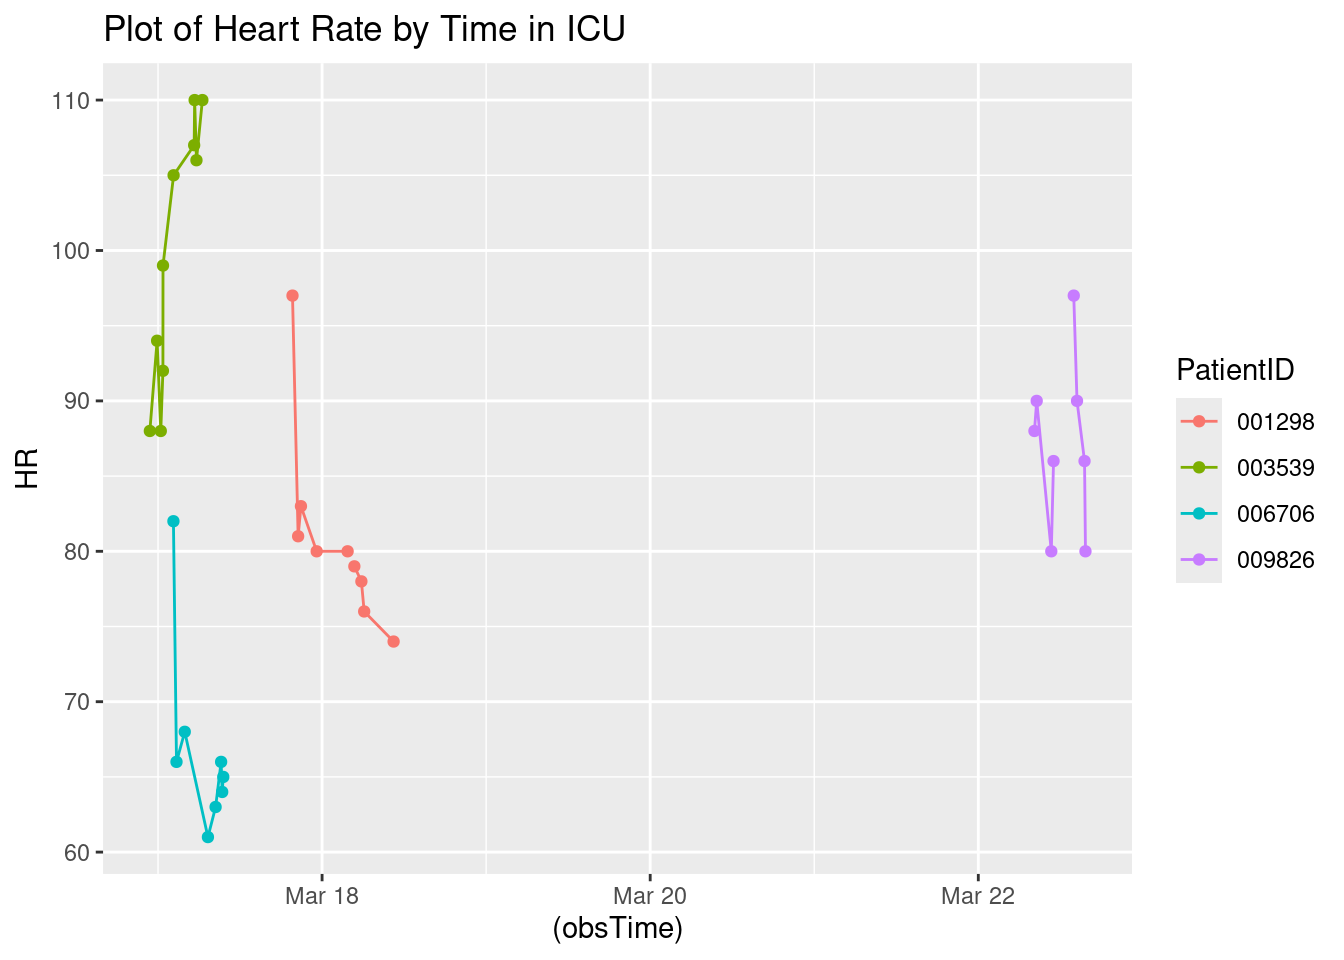 Plot of Heart Rate by Time in ICU
110
100
90
80
70
60
HR
Mar 18
Mar 20
Mar 22
(obsTime)
PatientID
001298
003539
006706
009826